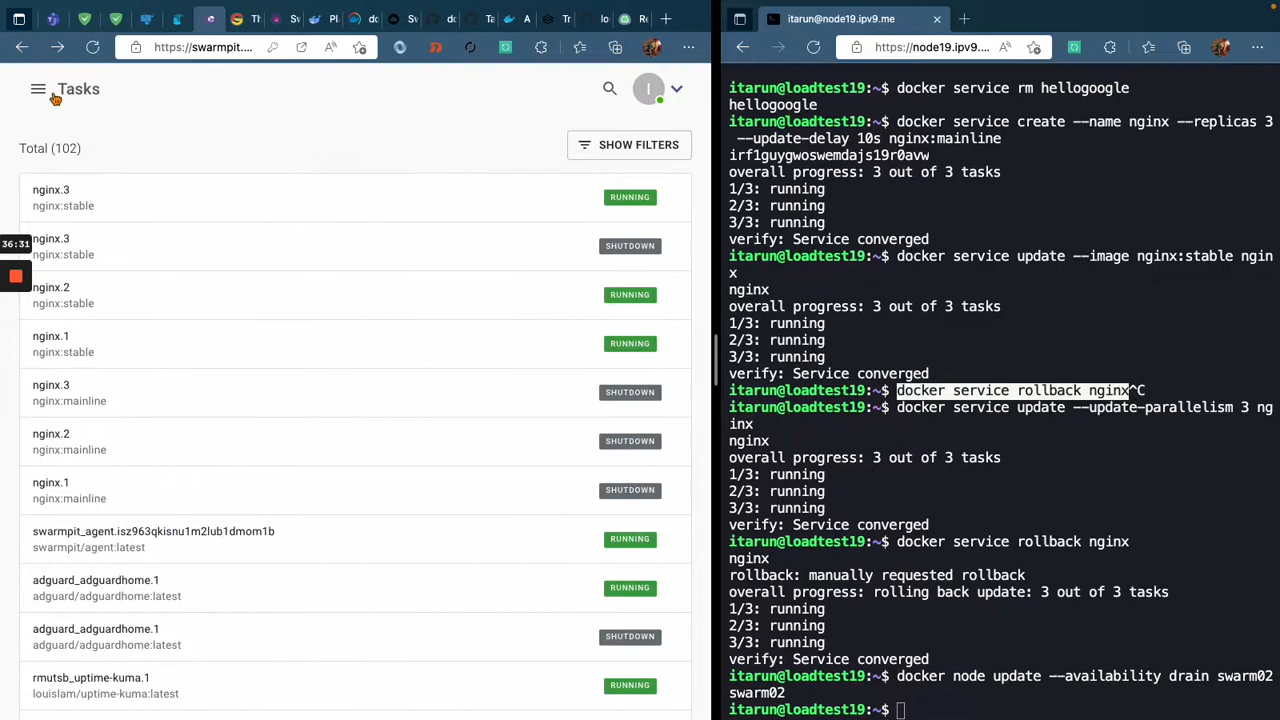 Th
Sw
Pl
do
do
Ta
de
Tr
lo
Re
https://swarmpit....
Tasks
I
Total (102)
SHOW FILTERS
nginx.3
nginx:stable
RUNNING
nginx.3
nginx:stable
SHUTDOWN
36:31
nginx.2
nginx:stable
RUNNING
nginx.1
nginx:stable
RUNNING
nginx.3
nginx:mainline
SHUTDOWN
nginx.2
nginx:mainline
SHUTDOWN
nginx.1
nginx:mainline
SHUTDOWN
swarmpit_agent.isz963qkisnu1m2lub1dmom1b
swarmpit/agent:latest
RUNNING
adguard_adguardhome.1
adguard/adguardhome:latest
RUNNING
adguard_adguardhome.1
adguard/adguardhome:latest
SHUTDOWN
rmutsb_uptime-kuma.1
louislam/uptime-kuma:latest
RUNNING
itarun@node19.ipv9.me
https://node19.ipv9.me...
itarun@loadtest19:~$ docker service rm hellogoogle
hellogoogle
itarun@loadtest19:~$ docker service create --name nginx --replicas 3
--update-delay 10s nginx:mainline
irf1guygwoswemdajs19r0avw
overall progress: 3 out of 3 tasks
1/3: running
2/3: running
3/3: running
verify: Service converged
itarun@loadtest19:~$ docker service update --image nginx:stable ngin
x
nginx
overall progress: 3 out of 3 tasks
1/3: running
2/3: running
3/3: running
verify: Service converged
itarun@loadtest19:~$ docker service rollback nginx^C
itarun@loadtest19:~$ docker service update --update-parallelism 3 ng
inx
nginx
overall progress: 3 out of 3 tasks
1/3: running
2/3: running
3/3: running
verify: Service converged
itarun@loadtest19:~$ docker service rollback nginx
nginx
rollback: manually requested rollback
overall progress: rolling back update: 3 out of 3 tasks
1/3: running
2/3: running
3/3: running
verify: Service converged
itarun@loadtest19:~$ docker node update --availability drain swarm02
swarm02
itarun@loadtest19:~$